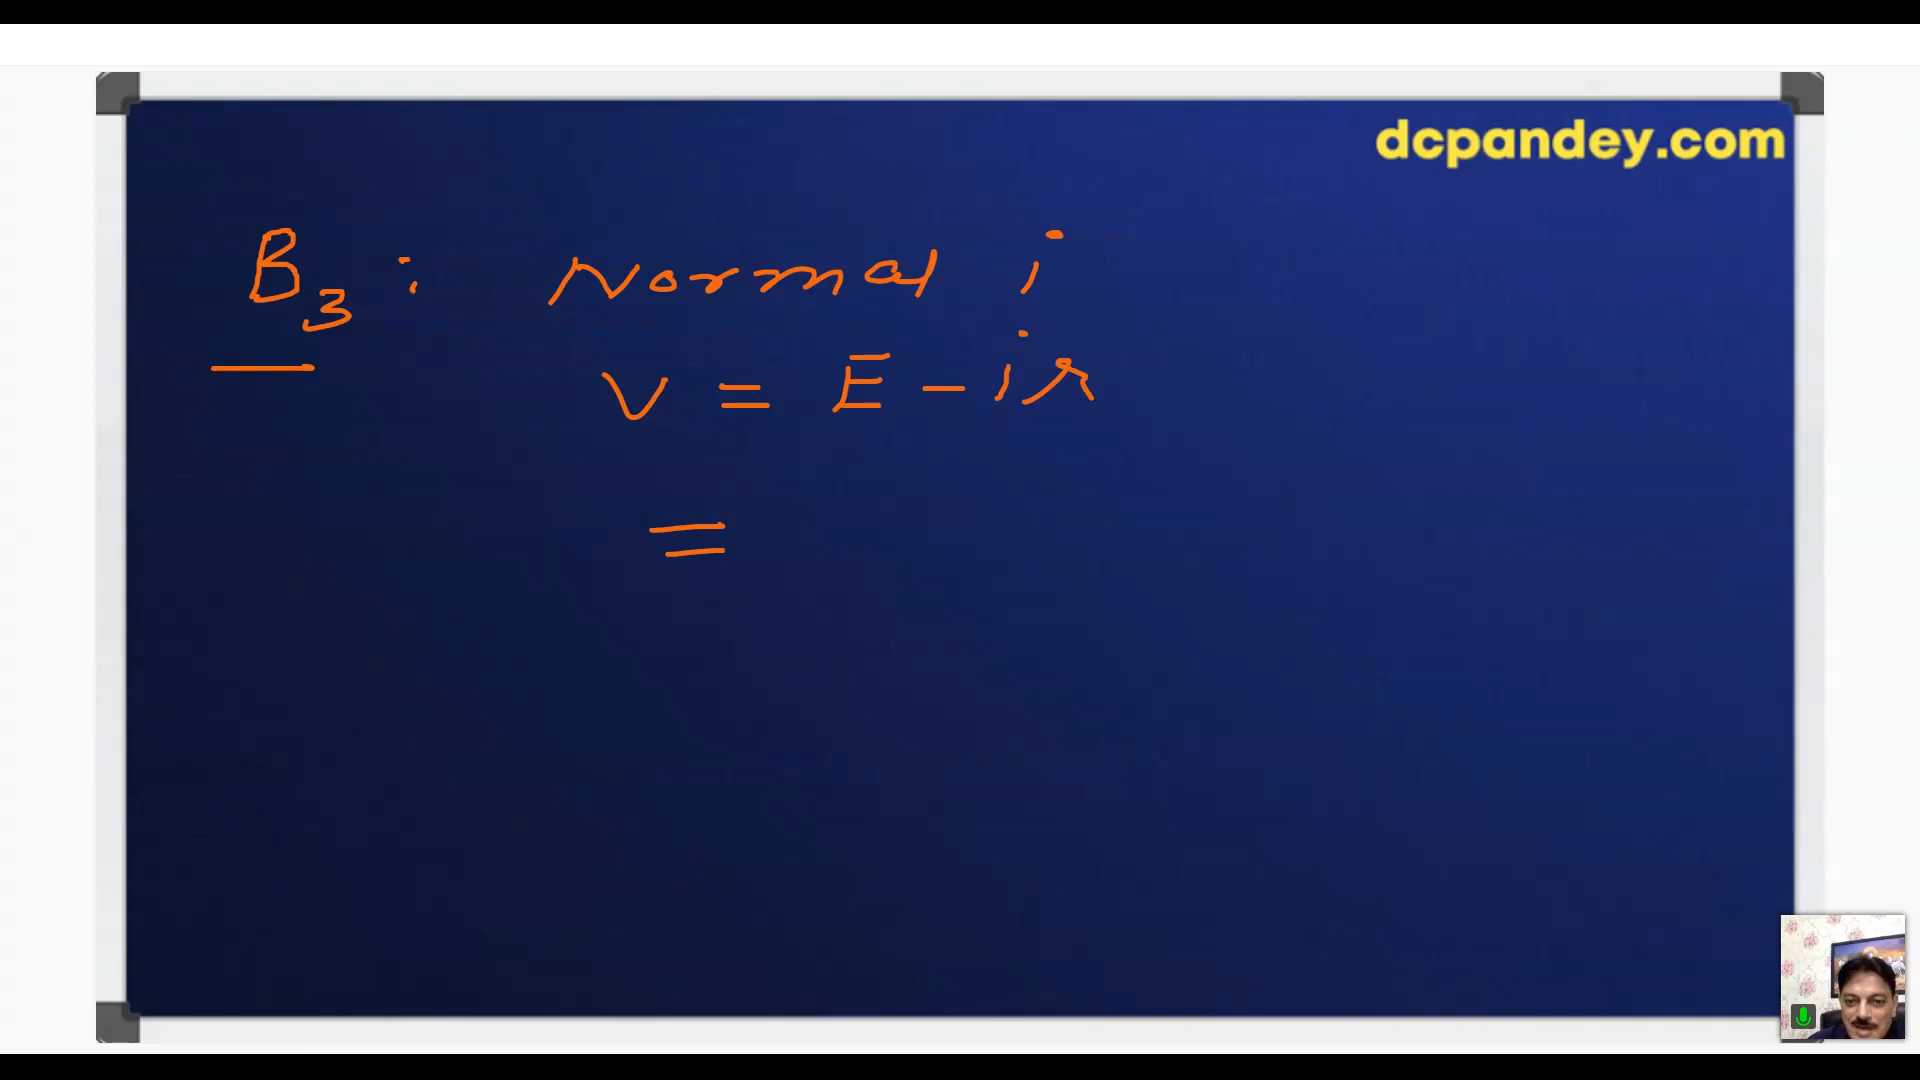 dcpandey.com
B₃ : Normal i
V = E - ir
=